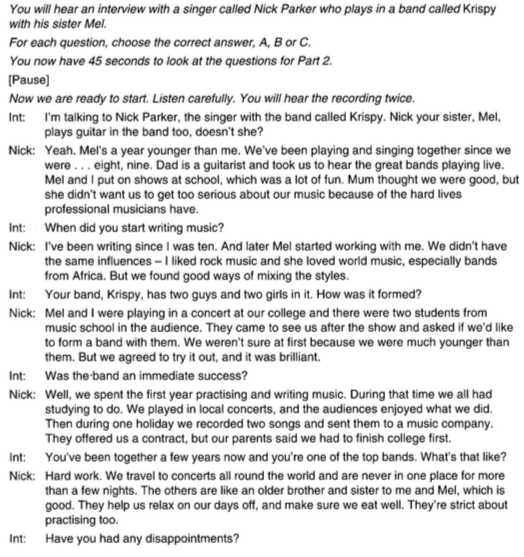 You will hear an interview with a singer called Nick Parker who plays in a band called Krispy
with his sister Mel.
For each question, choose the correct answer, A, B or C.
You now have 45 seconds to look at the questions for Part 2.
[Pause]
Now we are ready to start. Listen carefully. You will hear the recording twice.
Int: I'm talking to Nick Parker, the singer with the band called Krispy. Nick your sister, Mel,
plays guitar in the band too, doesn't she?
Nick: Yeah. Mel's a year younger than me. We've been playing and singing together since we
were . . . eight, nine. Dad is a guitarist and took us to hear the great bands playing live.
Mel and I put on shows at school, which was a lot of fun. Mum thought we were good, but
she didn't want us to get too serious about our music because of the hard lives
professional musicians have.
Int: When did you start writing music?
Nick: I've been writing since I was ten. And later Mel started working with me. We didn't have
the same influences – I liked rock music and she loved world music, especially bands
from Africa. But we found good ways of mixing the styles.
Int: Your band, Krispy, has two guys and two girls in it. How was it formed?
Nick: Mel and I were playing in a concert at our college and there were two students from
music school in the audience. They came to see us after the show and asked if we'd like
to form a band with them. We weren't sure at first because we were much younger than
them. But we agreed to try it out, and it was brilliant.
Int: Was the band an immediate success?
Nick: Well, we spent the first year practising and writing music. During that time we all had
studying to do. We played in local concerts, and the audiences enjoyed what we did.
Then during one holiday we recorded two songs and sent them to a music company.
They offered us a contract, but our parents said we had to finish college first.
Int: You've been together a few years now and you're one of the top bands. What's that like?
Nick: Hard work. We travel to concerts all round the world and are never in one place for more
than a few nights. The others are like an older brother and sister to me and Mel, which is
good. They help us relax on our days off, and make sure we eat well. They're strict about
practising too.
Int: Have you had any disappointments?